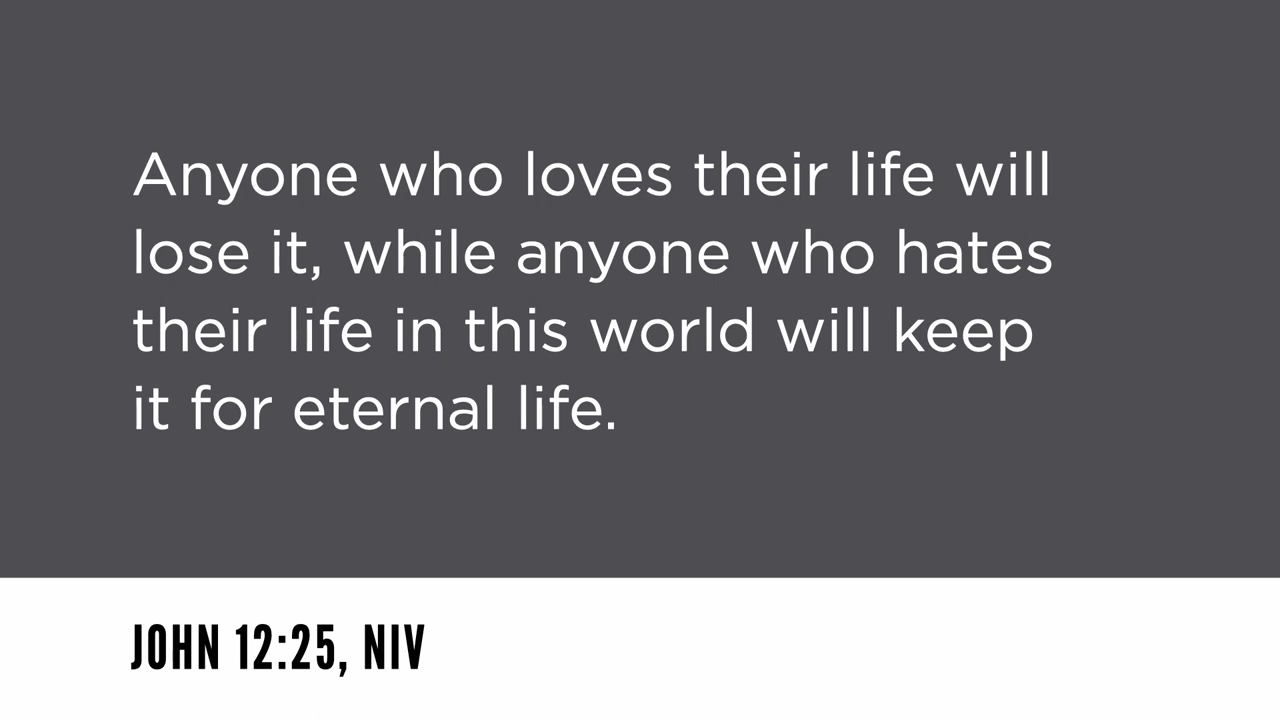 Anyone who loves their life will
lose it, while anyone who hates
their life in this world will keep
it for eternal life.
JOHN 12:25, NIV